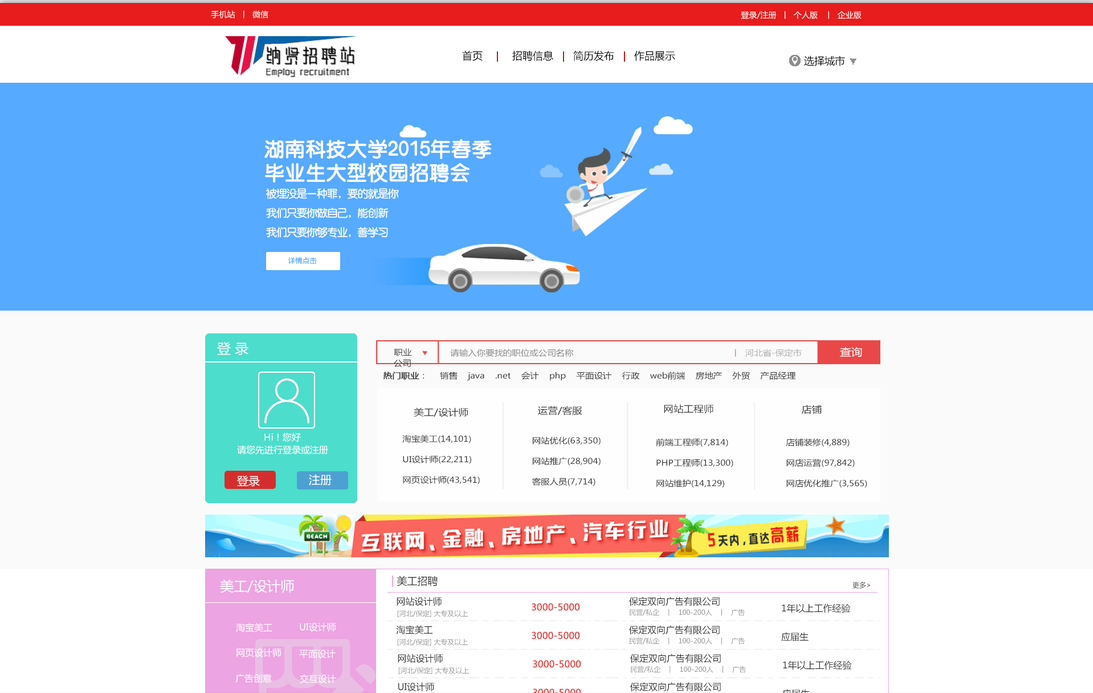 手机站 | 微信
登录/注册 | 个人版 | 企业版
纳贤招聘站
Employ recruitment
首页 | 招聘信息 | 简历发布 | 作品展示
选择城市
湖南科技大学2015年春季
毕业生大型校园招聘会
被埋没是一种罪，要的就是你
我们只要你做自己，能创新
我们只要你够专业，善学习
详情点击
登 录
Hi！您好
请您先进行登录或注册
登录 注册
职业
公司
请输入你要找的职位或公司名称 | 河北省-保定市
查询
热门职业： 销售 java .net 会计 php 平面设计 行政 web前端 房地产 外贸 产品经理
美工/设计师
淘宝美工(14,101)
UI设计师(22,211)
网页设计师(43,541)
运营/客服
网站优化(63,350)
网站推广(28,904)
客服人员(7,714)
网站工程师
前端工程师(7,814)
PHP工程师(13,300)
网站维护(14,129)
店铺
店铺装修(4,889)
网店运营(97,842)
网店优化推广(3,565)
BEACH
互联网、金融、房地产、汽车行业
5天内,直达高薪
美工/设计师
淘宝美工 UI设计师
网页设计师 平面设计
广告创意 交互设计
美工招聘
更多>
网站设计师 3000-5000 保定双向广告有限公司 1年以上工作经验
[河北/保定] 大专及以上 民营/私企 | 100-200人 | 广告
淘宝美工 3000-5000 保定双向广告有限公司 应届生
[河北/保定] 大专及以上 民营/私企 | 100-200人 | 广告
网站设计师 3000-5000 保定双向广告有限公司 1年以上工作经验
[河北/保定] 大专及以上 民营/私企 | 100-200人 | 广告
UI设计师 3000-5000 保定双向广告有限公司 应届生